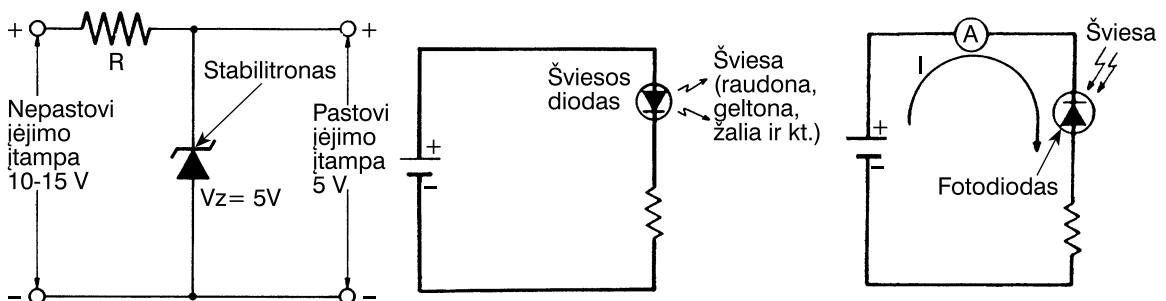 +
R
+
Stabilitronas
Nepastovi
įėjimo
įtampa
10-15 V
Pastovi
įėjimo
įtampa
5 V
Vz= 5V
–
–
Šviesos
diodas
Šviesa
(raudona,
geltona,
žalia ir kt.)
+
–
A
I
Šviesa
+
–
Fotodiodas